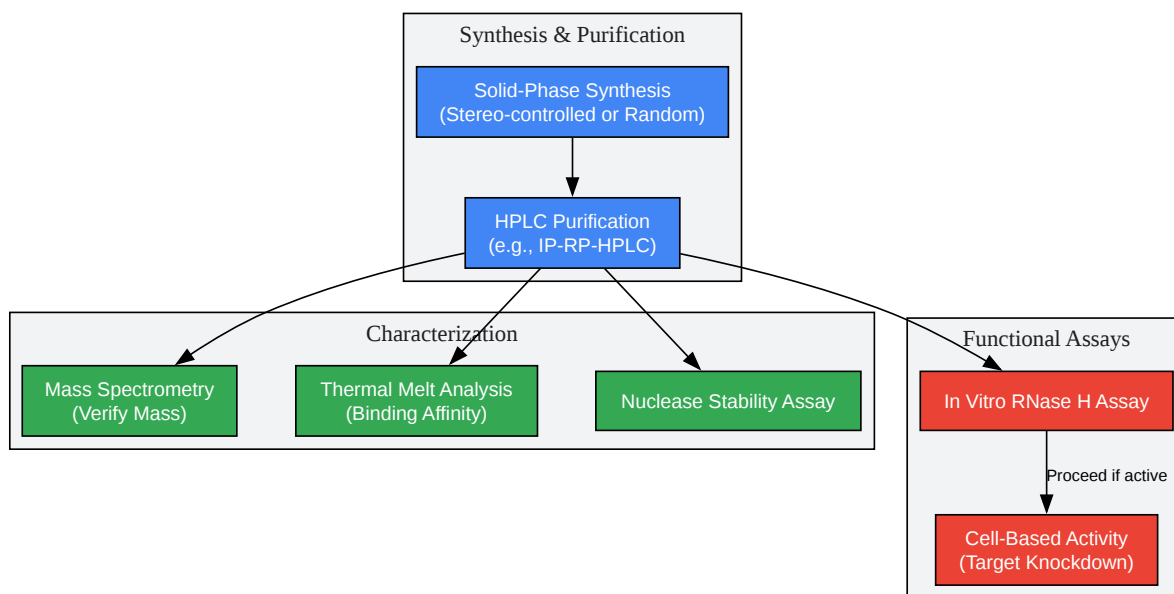 Synthesis & Purification
Solid-Phase Synthesis
(Stereo-controlled or Random)
HPLC Purification
(e.g., IP-RP-HPLC)
Characterization
Mass Spectrometry
(Verify Mass)
Thermal Melt Analysis
(Binding Affinity)
Nuclease Stability Assay
Functional Assays
In Vitro RNase H Assay
Proceed if active
Cell-Based Activity
(Target Knockdown)